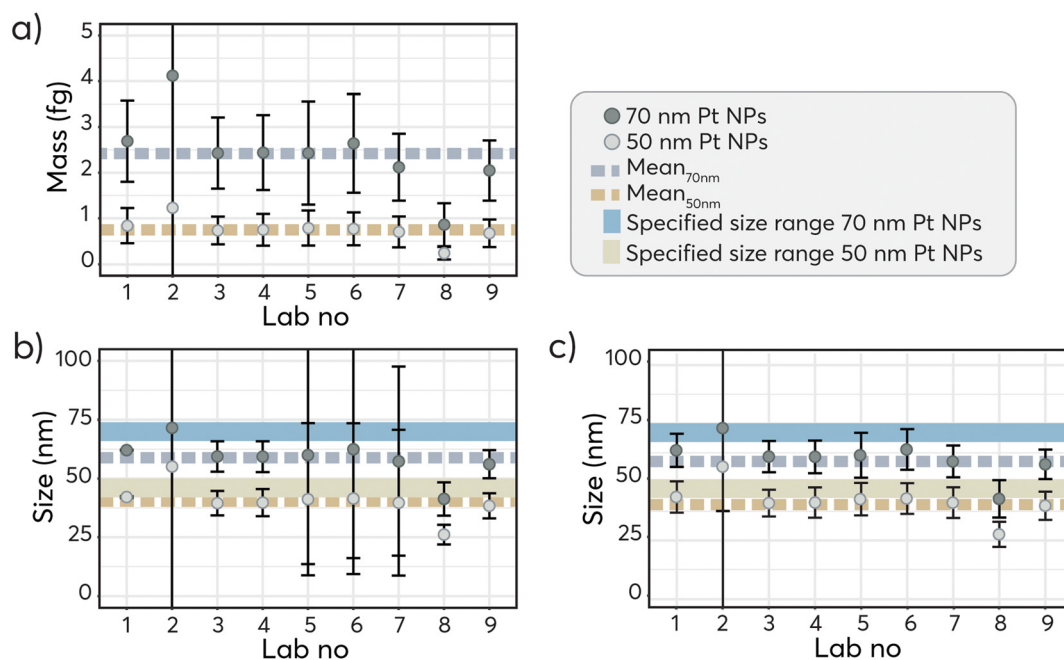 a)
Mass (fg)
5
4
3
2
1
0
1 2 3 4 5 6 7 8 9
Lab no
70 nm Pt NPs
50 nm Pt NPs
Mean70nm
Mean50nm
Specified size range 70 nm Pt NPs
Specified size range 50 nm Pt NPs
b)
Size (nm)
100
75
50
25
0
1 2 3 4 5 6 7 8 9
Lab no
c)
Size (nm)
100
75
50
25
0
1 2 3 4 5 6 7 8 9
Lab no